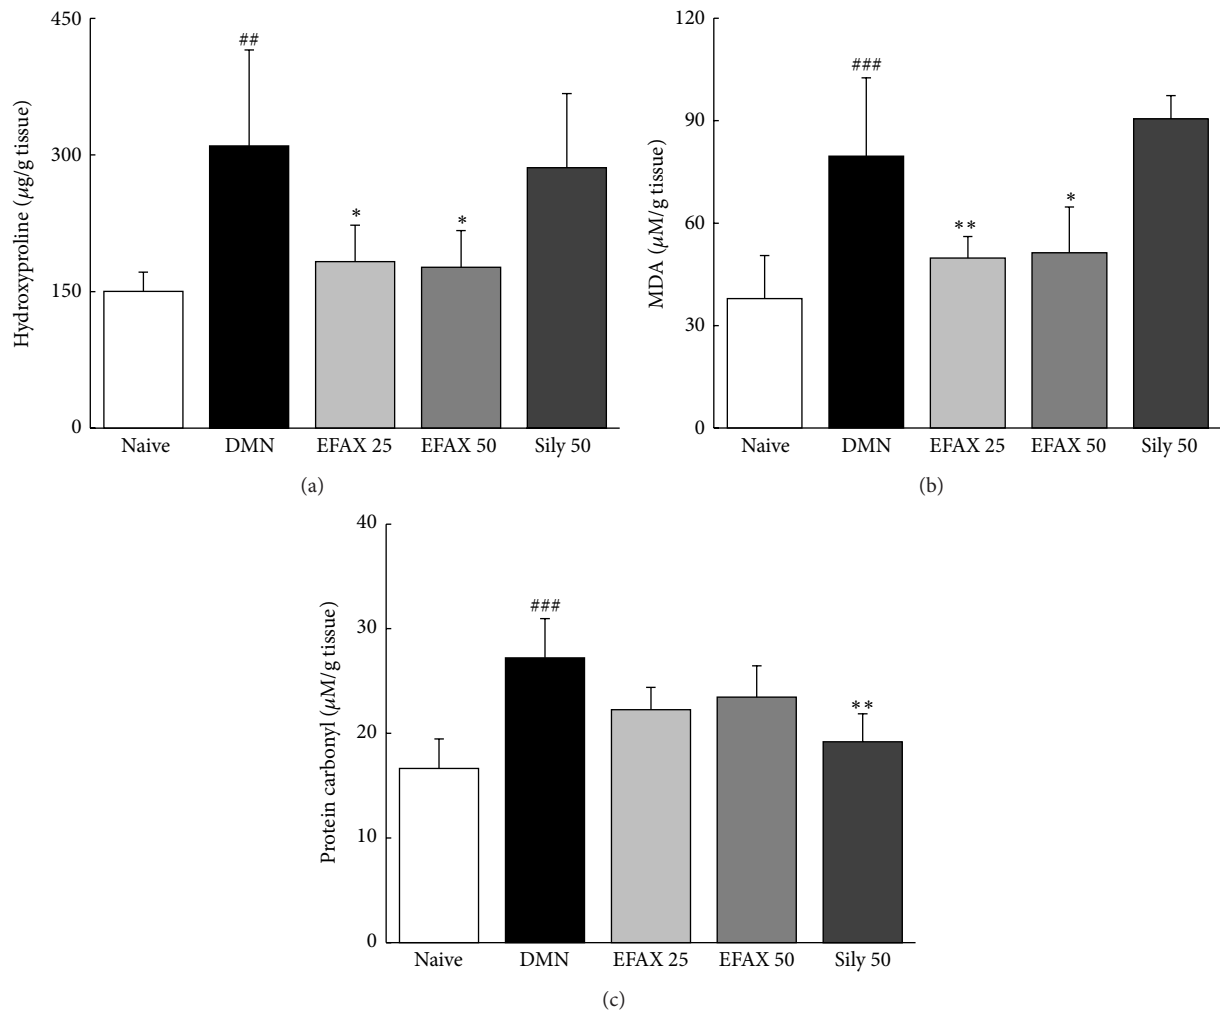 Hydroxyproline (μg/g tissue)
450
300
150
0
##
*
*
Naive DMN EFAX 25 EFAX 50 Sily 50
(a)
MDA (μM/g tissue)
120
90
60
30
0
###
**
*
Naive DMN EFAX 25 EFAX 50 Sily 50
(b)
Protein carbonyl (μM/g tissue)
40
30
20
10
0
###
**
Naive DMN EFAX 25 EFAX 50 Sily 50
(c)